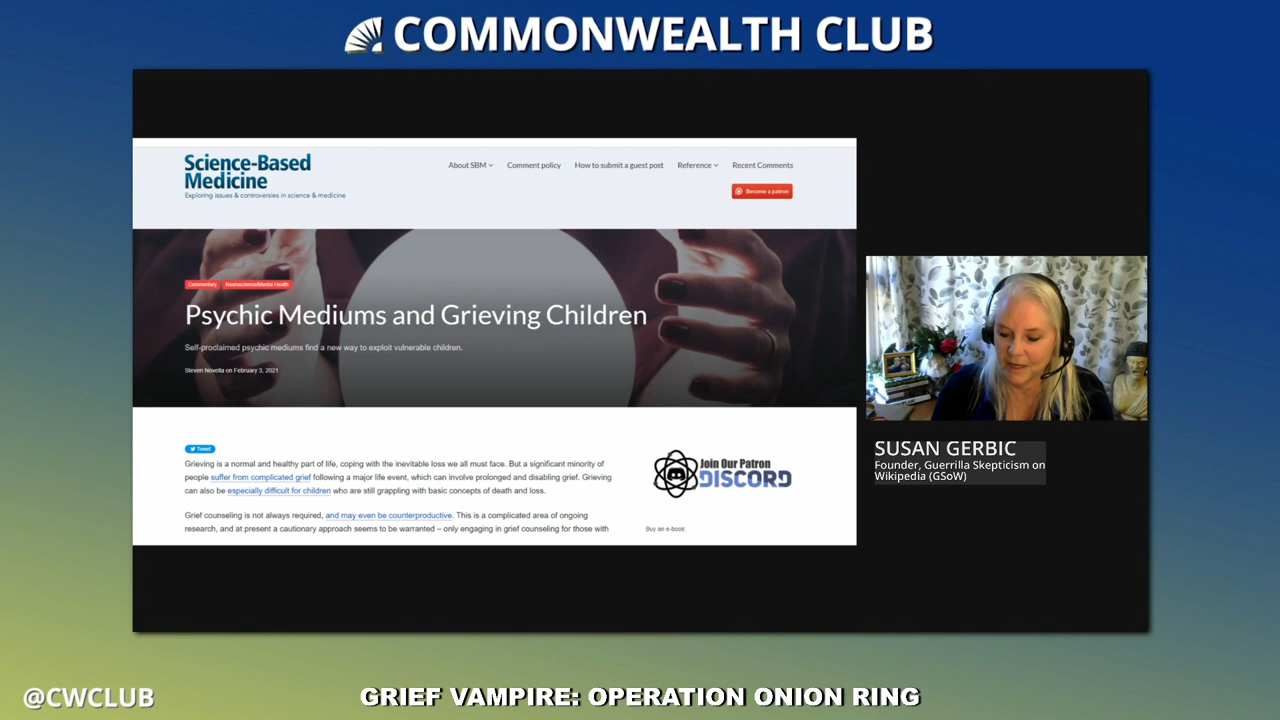 COMMONWEALTH CLUB
Science-Based
Medicine
Exploring issues & controversies in science & medicine
About SBM
Comment policy
How to submit a guest post
Reference
Recent Comments
Become a patron
Commentary
Neuroscience/Mental Health
Psychic Mediums and Grieving Children
Self-proclaimed psychic mediums find a new way to exploit vulnerable children.
Steven Novella on February 3, 2021
Tweet
Grieving is a normal and healthy part of life, coping with the inevitable loss we all must face. But a significant minority of
people suffer from complicated grief following a major life event, which can involve prolonged and disabling grief. Grieving
can also be especially difficult for children who are still grappling with basic concepts of death and loss.
Grief counseling is not always required, and may even be counterproductive. This is a complicated area of ongoing
research, and at present a cautionary approach seems to be warranted – only engaging in grief counseling for those with
Join Our Patron
DISCORD
Buy an e-book:
SUSAN GERBIC
Founder, Guerrilla Skepticism on
Wikipedia (GSoW)
@CWCLUB
GRIEF VAMPIRE: OPERATION ONION RING